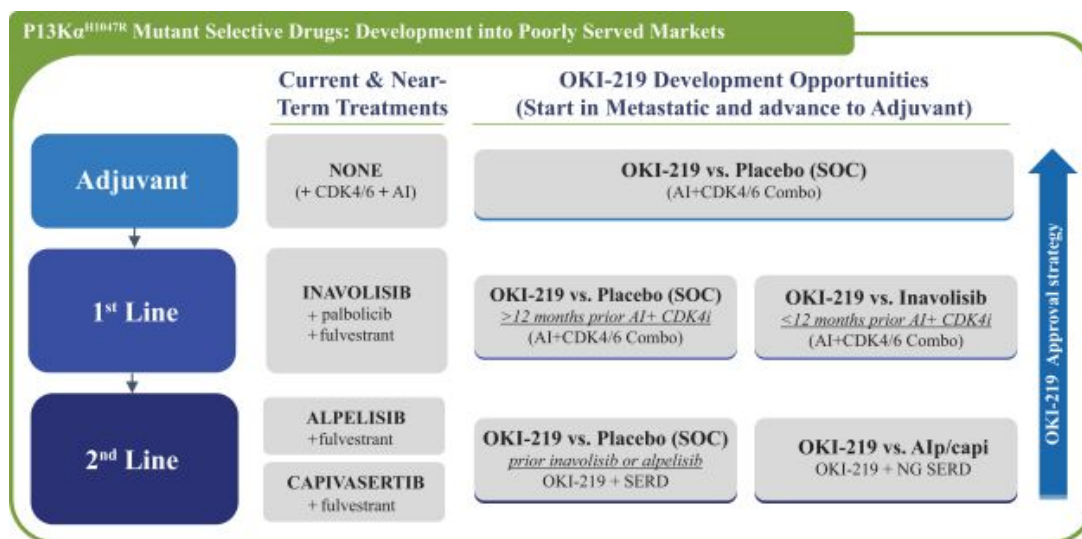 P13Kα^H1047R Mutant Selective Drugs: Development into Poorly Served Markets
Current & Near-
Term Treatments
OKI-219 Development Opportunities
(Start in Metastatic and advance to Adjuvant)
Adjuvant
NONE
(+ CDK4/6 + AI)
OKI-219 vs. Placebo (SOC)
(AI+CDK4/6 Combo)
1st Line
INAVOLISIB
+ palbolicib
+fulvestrant
OKI-219 vs. Placebo (SOC)
>12 months prior AI+ CDK4i
(AI+CDK4/6 Combo)
OKI-219 vs. Inavolisib
<12 months prior AI+ CDK4i
(AI+CDK4/6 Combo)
2nd Line
ALPELISIB
+fulvestrant
CAPIVASERTIB
+ fulvestrant
OKI-219 vs. Placebo (SOC)
prior inavolisib or alpelisib
OKI-219 + SERD
OKI-219 vs. AIp/capi
OKI-219 + NG SERD
OKI-219 Approval strategy